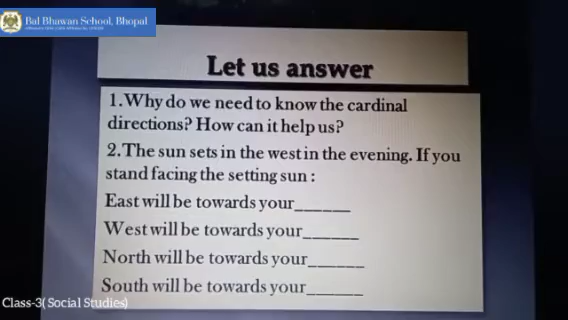 Bal Bhawan School, Bhopal
Let us answer
1.Why do we need to know the cardinal
directions? How can it help us?
2.The sun sets in the west in the evening. If you
stand facing the setting sun :
East will be towards your______
West will be towards your______
North will be towards your______
South will be towards your______
Class-3( Social Studies)